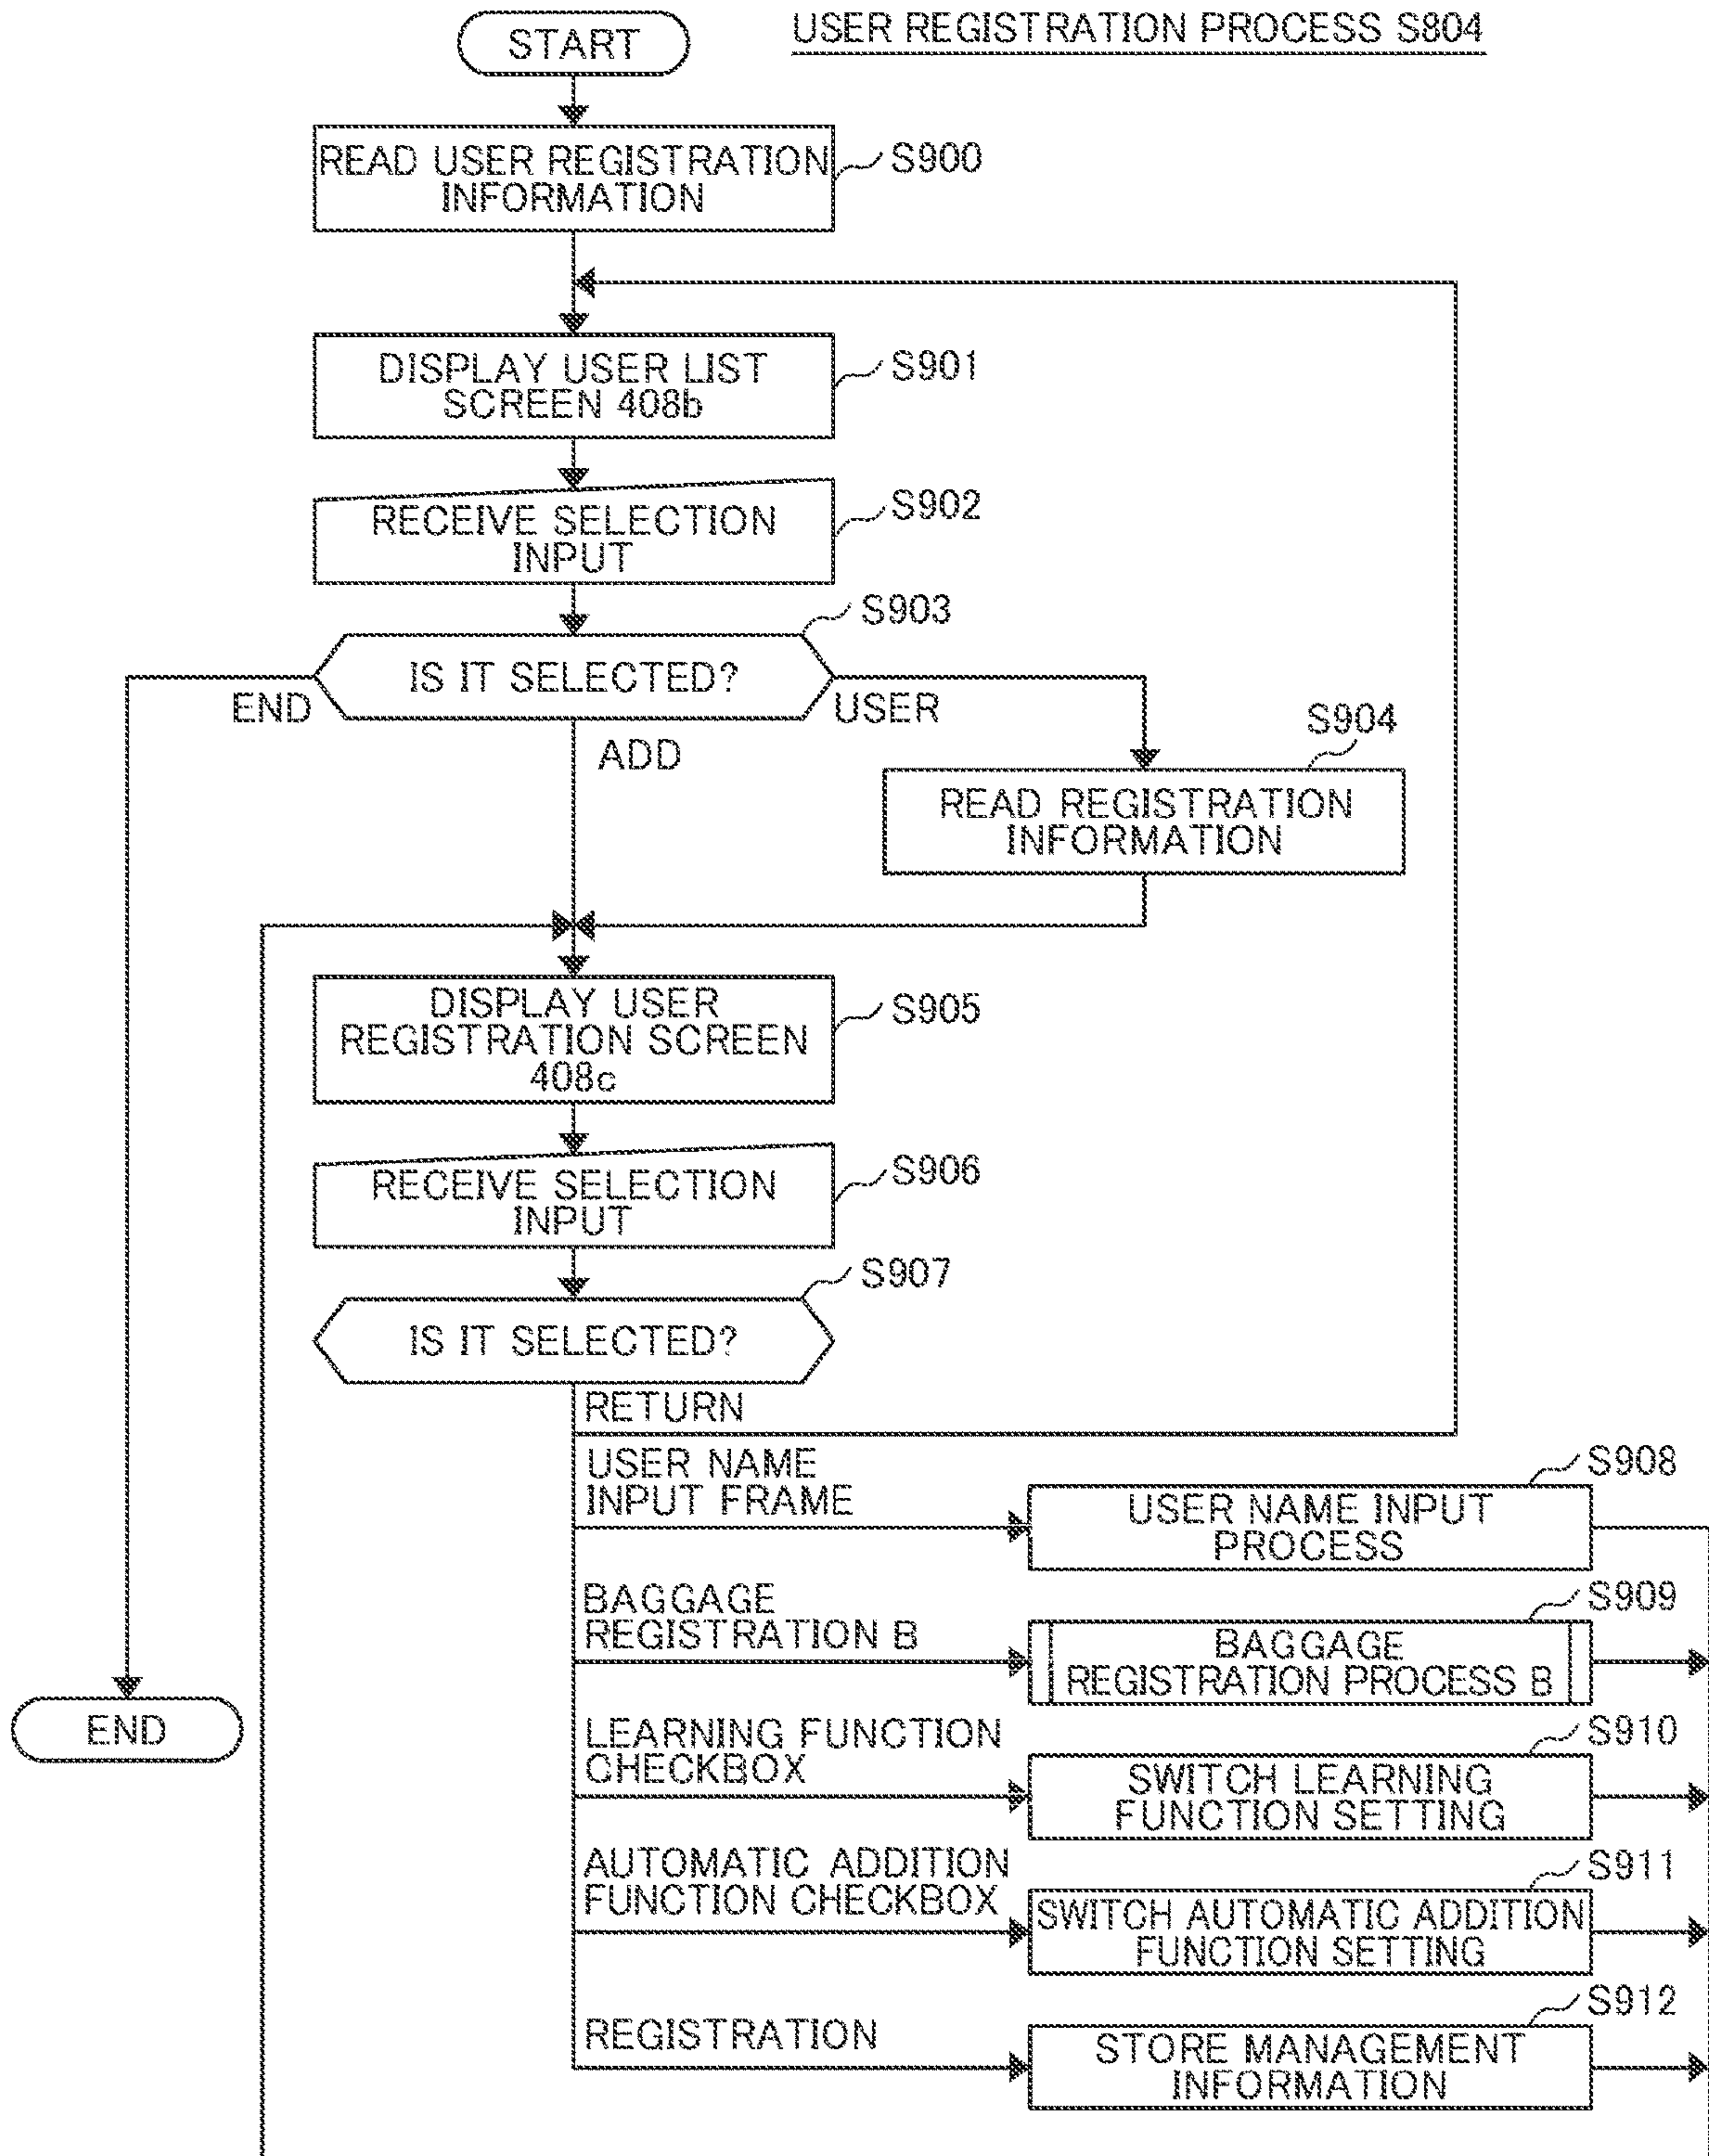 USER REGISTRATION PROCESS S804
START
READ USER REGISTRATION
INFORMATION
S900
DISPLAY USER LIST
SCREEN 408b
S901
RECEIVE SELECTION
INPUT
S902
IS IT SELECTED?
S903
END
ADD
USER
READ REGISTRATION
INFORMATION
S904
DISPLAY USER
REGISTRATION SCREEN
408c
S905
RECEIVE SELECTION
INPUT
S906
IS IT SELECTED?
S907
RETURN
USER NAME
INPUT FRAME
USER NAME INPUT
PROCESS
S908
BAGGAGE
REGISTRATION B
BAGGAGE
REGISTRATION PROCESS B
S909
END
LEARNING FUNCTION
CHECKBOX
SWITCH LEARNING
FUNCTION SETTING
S910
AUTOMATIC ADDITION
FUNCTION CHECKBOX
SWITCH AUTOMATIC ADDITION
FUNCTION SETTING
S911
REGISTRATION
STORE MANAGEMENT
INFORMATION
S912